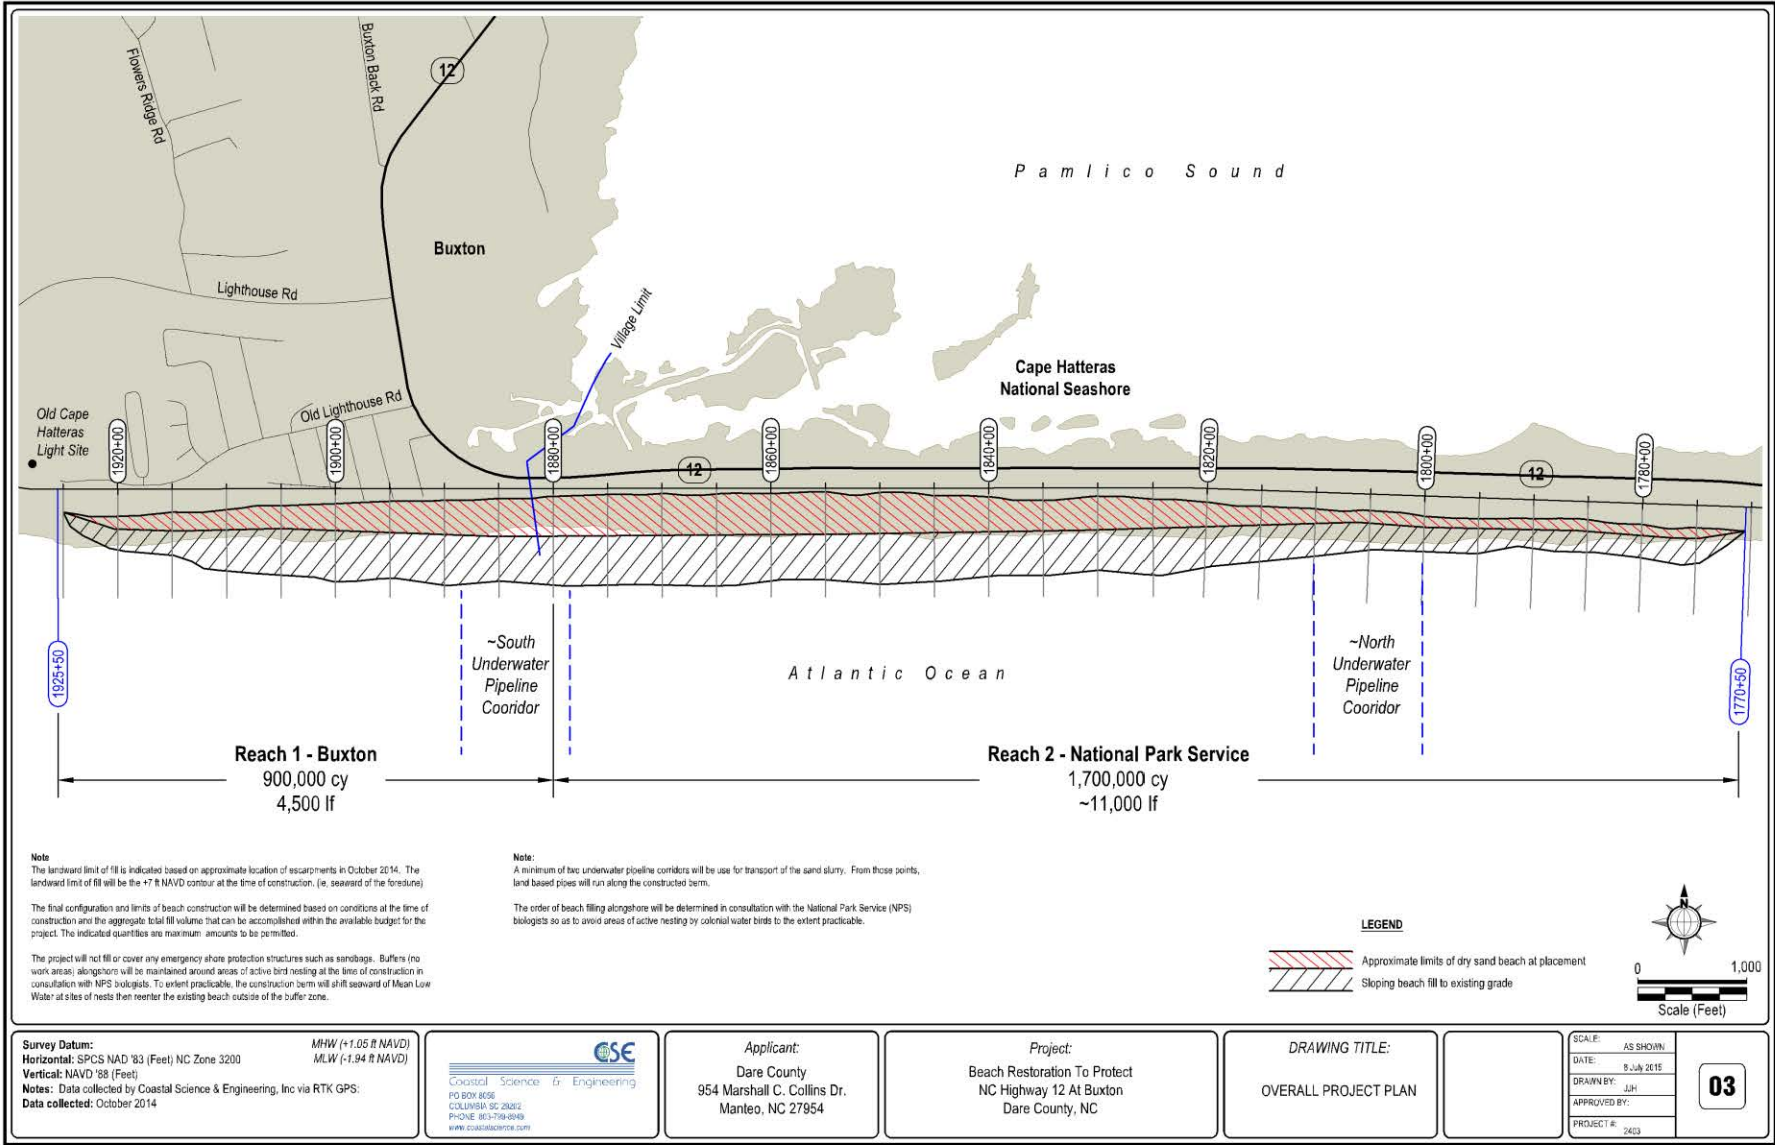 Flowers Ridge Rd
Buxton Back Rd
12
Pamlico Sound
Buxton
Lighthouse Rd
Village Limit
Cape Hatteras
National Seashore
Old Cape
Hatteras
Light Site
Old Lighthouse Rd
1920+00
1900+00
1880+00
12
1860+00
1840+00
1820+00
1800+00
12
1780+00
1925+50
~South
Underwater
Pipeline
Cooridor
Atlantic Ocean
~North
Underwater
Pipeline
Cooridor
1770+50
Reach 1 - Buxton
900,000 cy
4,500 lf
Reach 2 - National Park Service
1,700,000 cy
~11,000 lf
Note
The landward limit of fill is indicated based on approximate location of escarpments in October 2014. The
landward limit of fill will be the +7 ft NAVD contour at the time of construction. (ie, seaward of the foredune)
The final configuration and limits of beach construction will be determined based on conditions at the time of
construction and the aggregate total fill volume that can be accomplished within the available budget for the
project. The indicated quantities are maximum amounts to be permitted.
The project will not fill or cover any emergency shore protection structures such as sandbags. Buffers (no
work areas) alongshore will be maintained around areas of active bird nesting at the time of construction in
consultation with NPS biologists. To extent practicable, the construction berm will shift seaward of Mean Low
Water at sites of nests then reenter the existing beach outside of the buffer zone.
Note:
A minimum of two underwater pipeline corridors will be use for transport of the sand slurry. From those points,
land based pipes will run along the constructed berm.
The order of beach filling alongshore will be determined in consultation with the National Park Service (NPS)
biologists so as to avoid areas of active nesting by colonial water birds to the extent practicable.
LEGEND
Approximate limits of dry sand beach at placement
Sloping beach fill to existing grade
N
0 1,000
Scale (Feet)
Survey Datum:
Horizontal: SPCS NAD '83 (Feet) NC Zone 3200
Vertical: NAVD '88 (Feet)
Notes: Data collected by Coastal Science & Engineering, Inc via RTK GPS:
Data collected: October 2014
MHW (+1.05 ft NAVD)
MLW (-1.94 ft NAVD)
CSE
Coastal Science & Engineering
PO BOX 8056
COLUMBIA SC 29202
PHONE 803-799-8949
www.coastalscience.com
Applicant:
Dare County
954 Marshall C. Collins Dr.
Manteo, NC 27954
Project:
Beach Restoration To Protect
NC Highway 12 At Buxton
Dare County, NC
DRAWING TITLE:
OVERALL PROJECT PLAN
SCALE: AS SHOWN
DATE: 8 July 2015
DRAWN BY: JJH
APPROVED BY:
PROJECT #: 2403
03